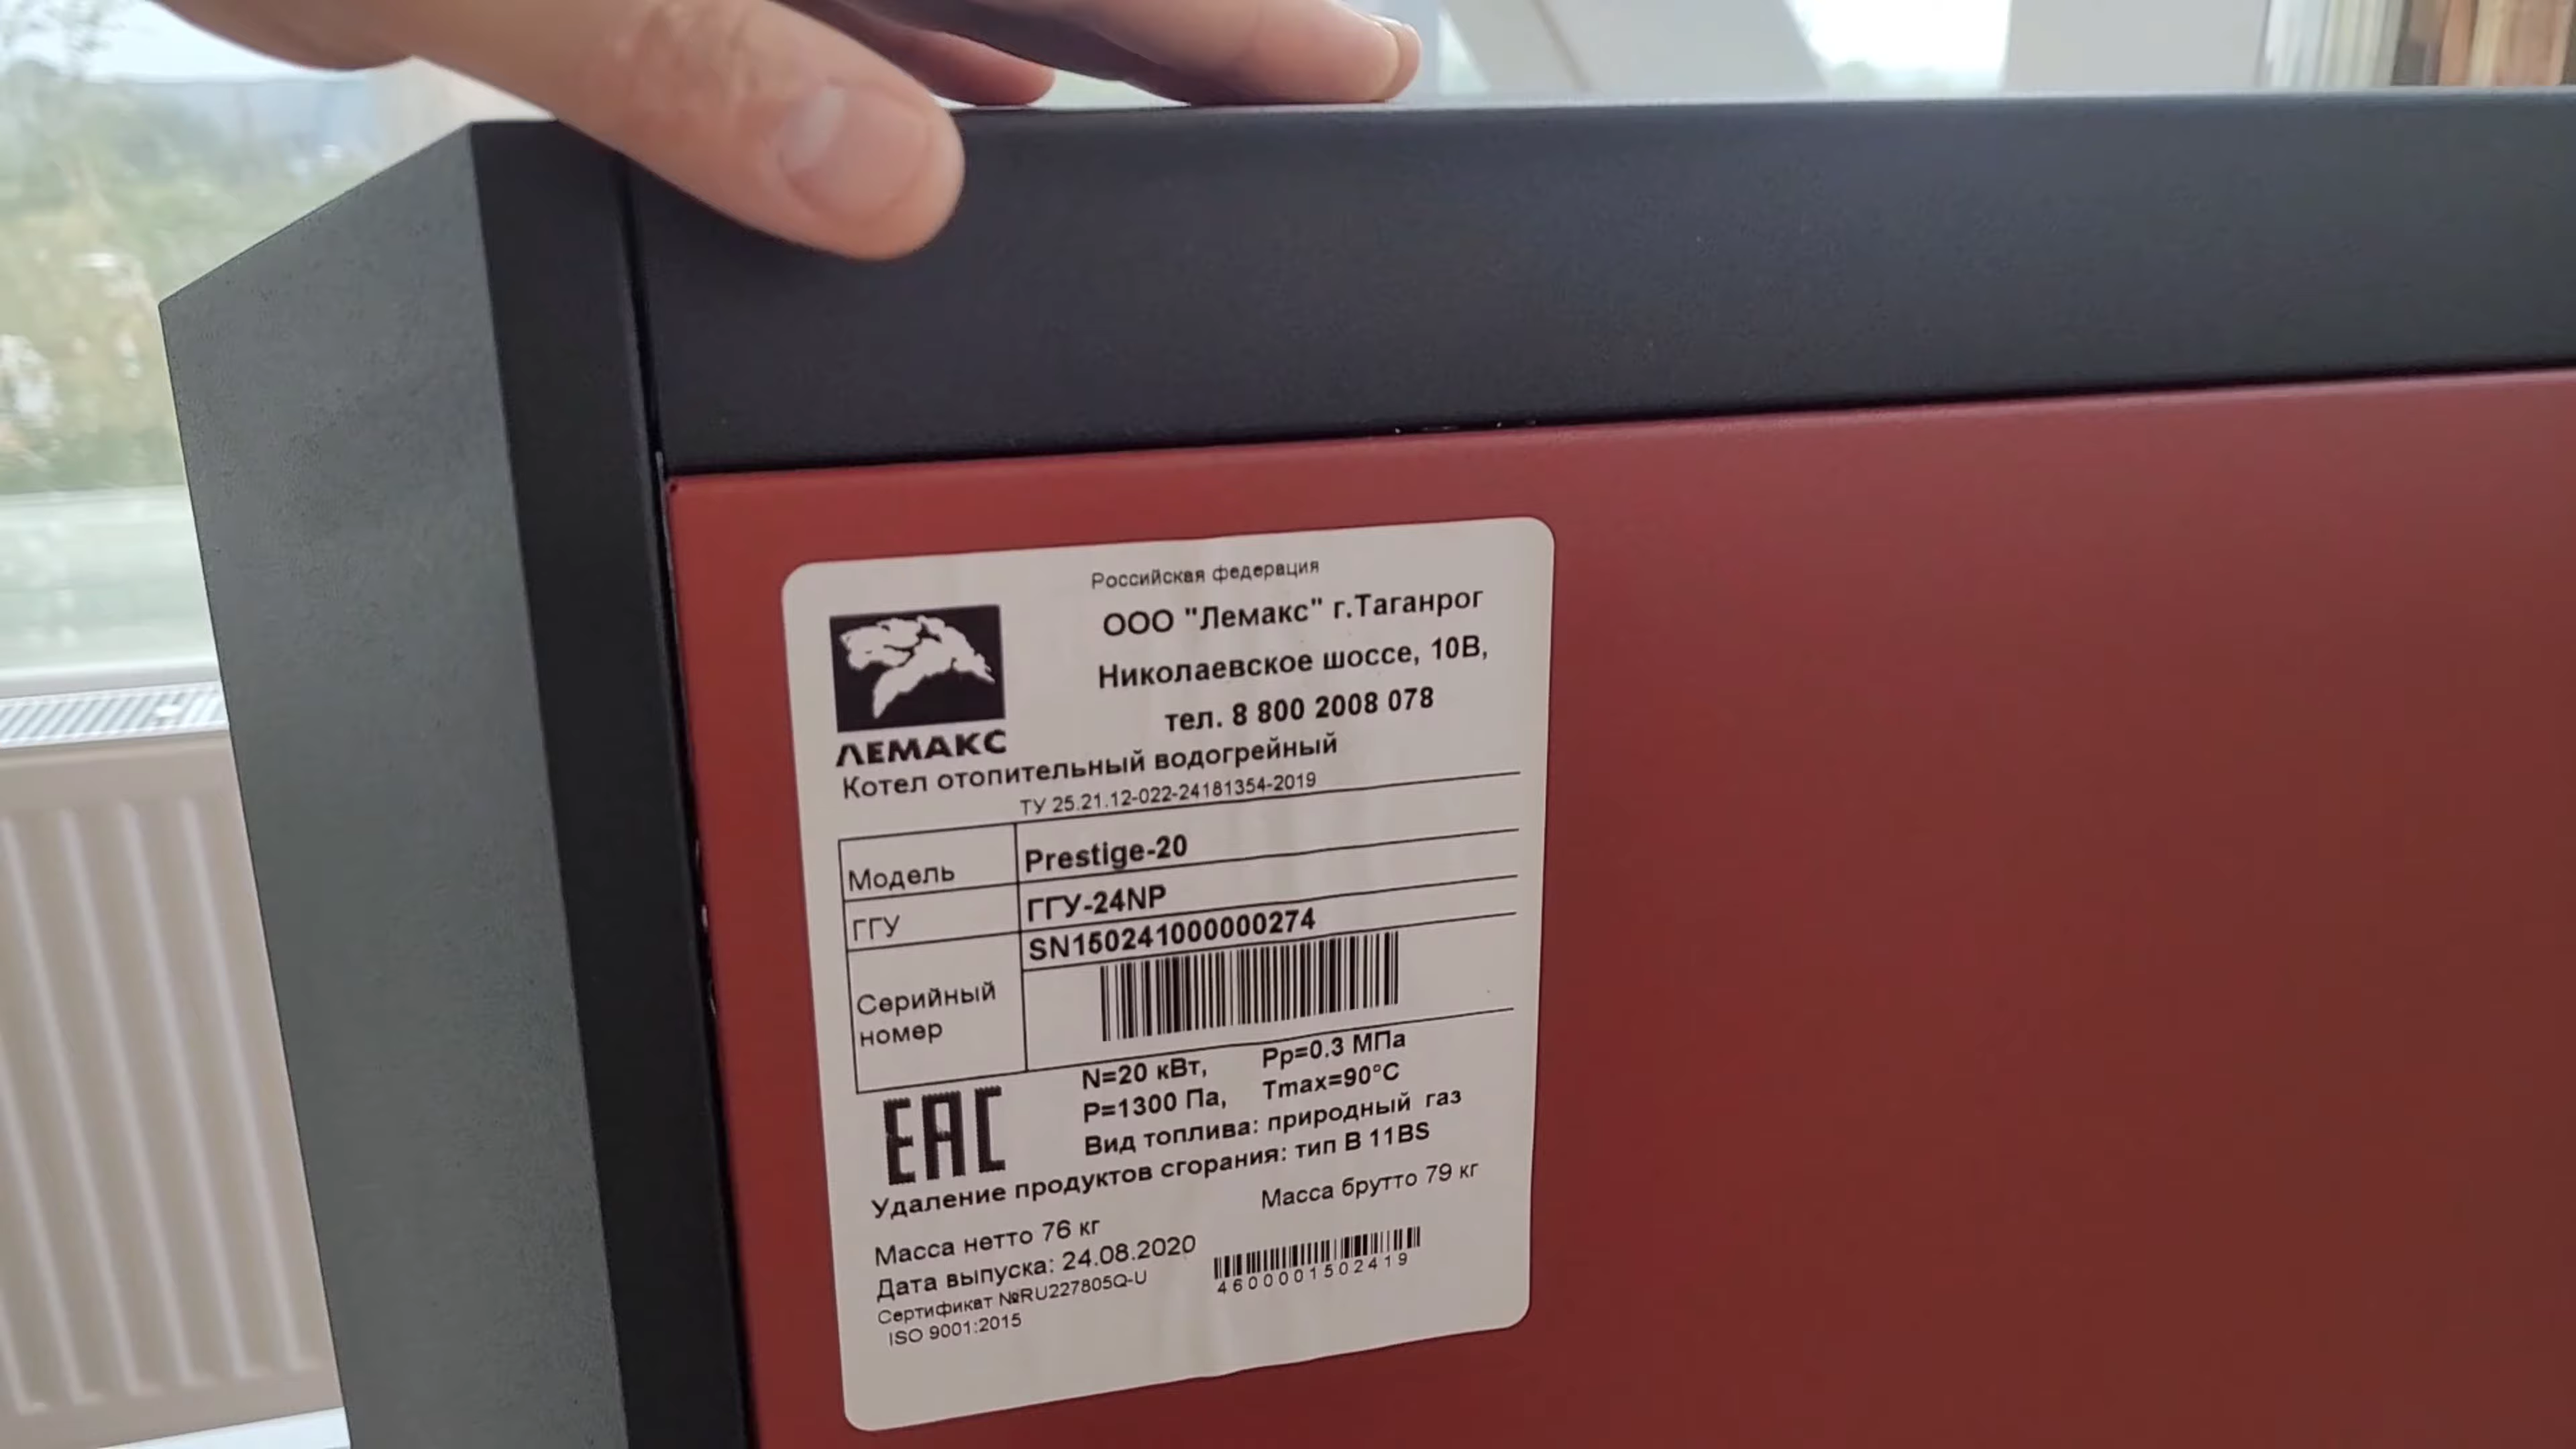 Российская федерация
ООО "Лемакс" г.Таганрог
Николаевское шоссе, 10В,
тел. 8 800 2008 078
ЛЕМАКС
Котел отопительный водогрейный
ТУ 25.21.12-022-24181354-2019
Модель Prestige-20
ГГУ ГГУ-24NP
Серийный номер SN150241000000274
N=20 кВт, Pp=0.3 МПа
P=1300 Па, Tmax=90°C
Вид топлива: природный газ
EAC
Удаление продуктов сгорания: тип В 11BS
Масса нетто 76 кг Масса брутто 79 кг
Дата выпуска: 24.08.2020
Сертификат №RU227805Q-U
ISO 9001:2015
4600001502419